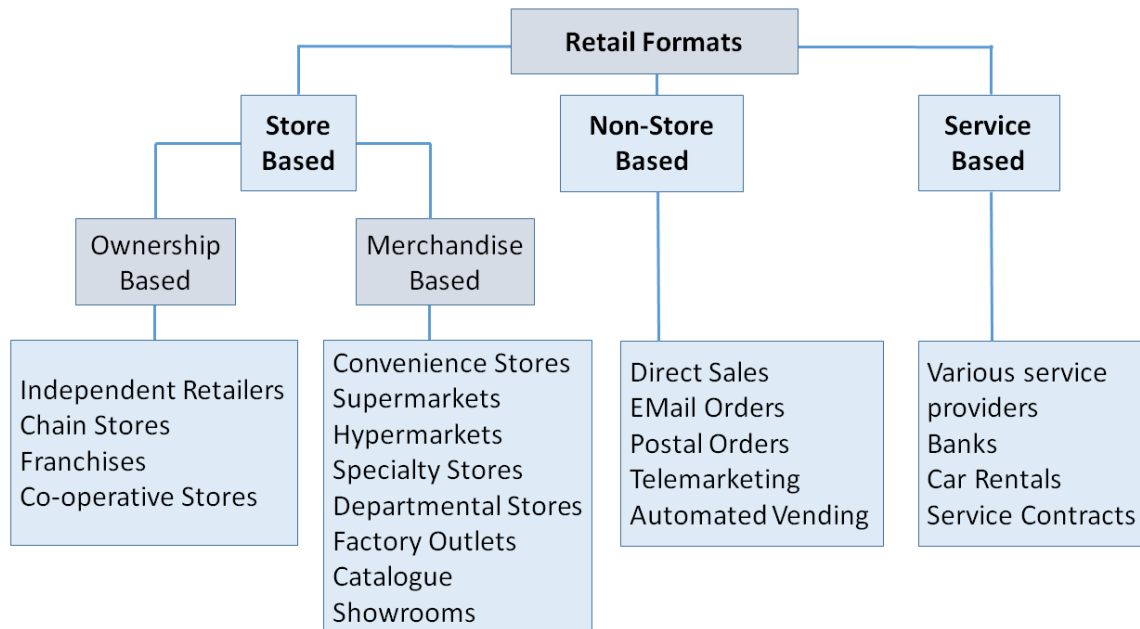 Retail Formats
Store
Based
Non-Store
Based
Service
Based
Ownership
Based
Merchandise
Based
Independent Retailers
Chain Stores
Franchises
Co-operative Stores
Convenience Stores
Supermarkets
Hypermarkets
Specialty Stores
Departmental Stores
Factory Outlets
Catalogue
Showrooms
Direct Sales
EMail Orders
Postal Orders
Telemarketing
Automated Vending
Various service
providers
Banks
Car Rentals
Service Contracts